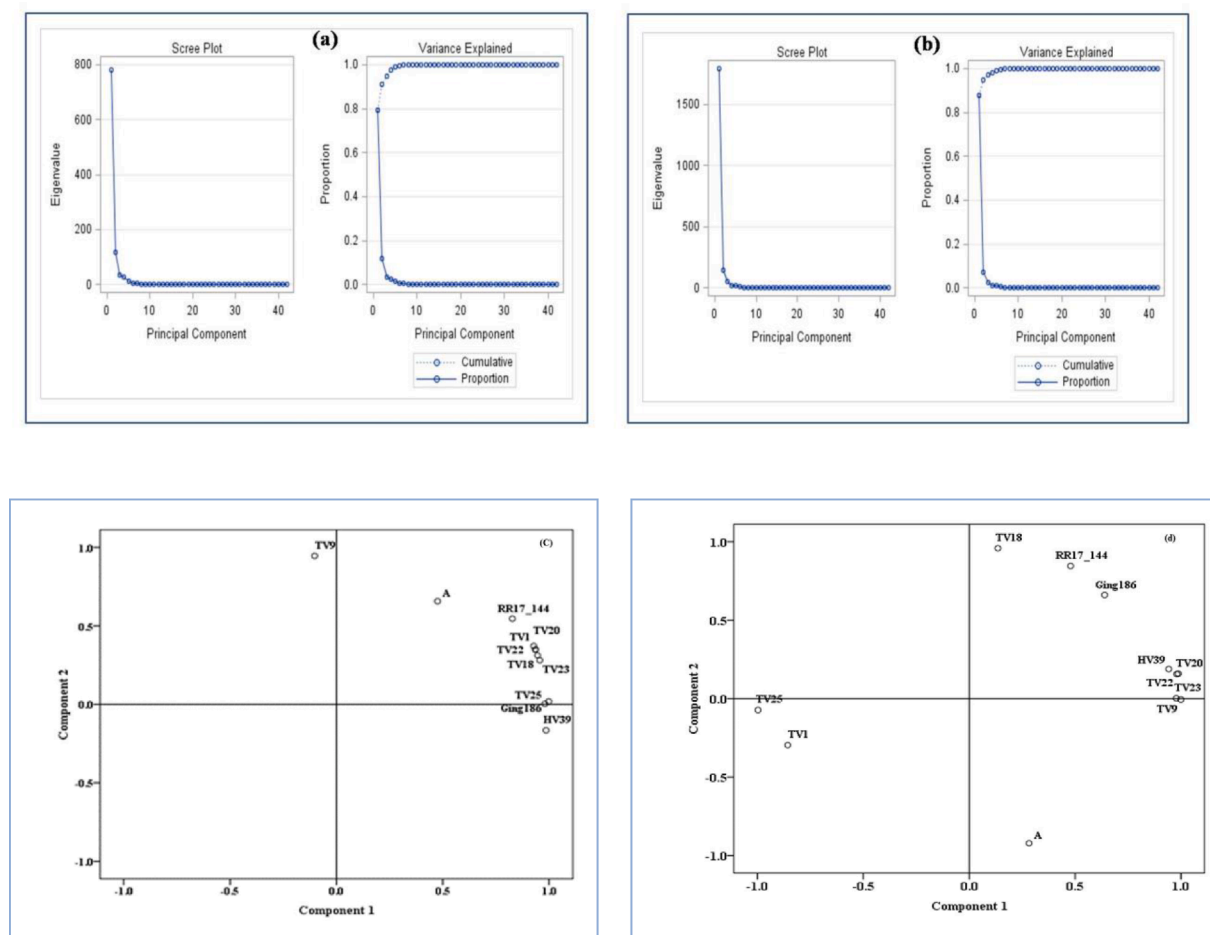 (a)
Scree Plot
Variance Explained
800
600
400
200
0
Eigenvalue
0 10 20 30 40
Principal Component
1.0
0.8
0.6
0.4
0.2
0.0
Proportion
0 10 20 30 40
Principal Component
Cumulative
Proportion
(b)
Scree Plot
Variance Explained
1500
1000
500
0
Eigenvalue
0 10 20 30 40
Principal Component
1.0
0.8
0.6
0.4
0.2
0.0
Proportion
0 10 20 30 40
Principal Component
Cumulative
Proportion
(C)
1.0
0.5
0.0
-0.5
-1.0
Component 2
TV9
A
RR17_144
TV1 TV20
TV22
TV18 TV23
TV25
Ging186
HV39
-1.0 -0.5 0.0 0.5 1.0
Component 1
(d)
1.0
0.5
0.0
-0.5
-1.0
Component 2
TV18
RR17_144
Ging186
HV39 TV20
TV22 TV23
TV9
TV25
TV1
A
-1.0 -0.5 0.0 0.5 1.0
Component 1